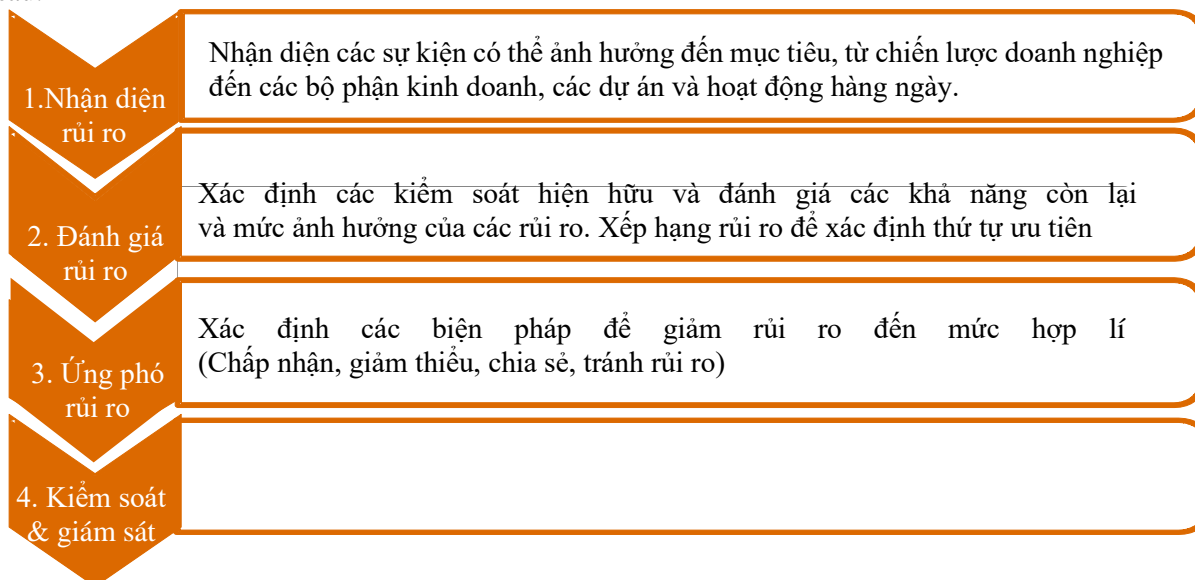 Nhận diện các sự kiện có thể ảnh hưởng đến mục tiêu, từ chiến lược doanh nghiệp
đến các bộ phận kinh doanh, các dự án và hoạt động hàng ngày.
1.Nhận diện
rủi ro
Xác định các kiểm soát hiện hữu và đánh giá các khả năng còn lại
và mức ảnh hưởng của các rủi ro. Xếp hạng rủi ro để xác định thứ tự ưu tiên
2. Đánh giá
rủi ro
Xác định các biện pháp để giảm rủi ro đến mức hợp lí
(Chấp nhận, giảm thiểu, chia sẻ, tránh rủi ro)
3. Ứng phó
rủi ro
4. Kiểm soát
& giám sát